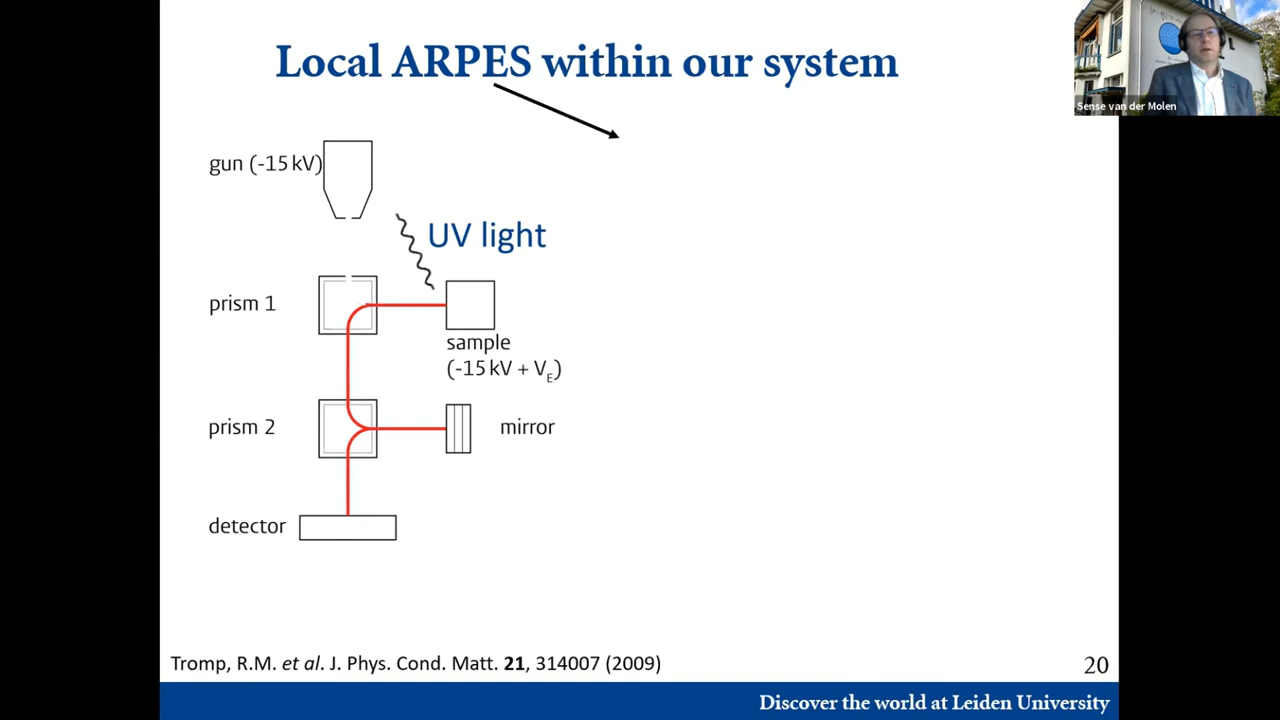 Local ARPES within our system
Sense van der Molen
gun (-15 kV)
UV light
prism 1
sample
(-15 kV + VE)
prism 2
mirror
detector
Tromp, R.M. et al. J. Phys. Cond. Matt. 21, 314007 (2009)
20
Discover the world at Leiden University